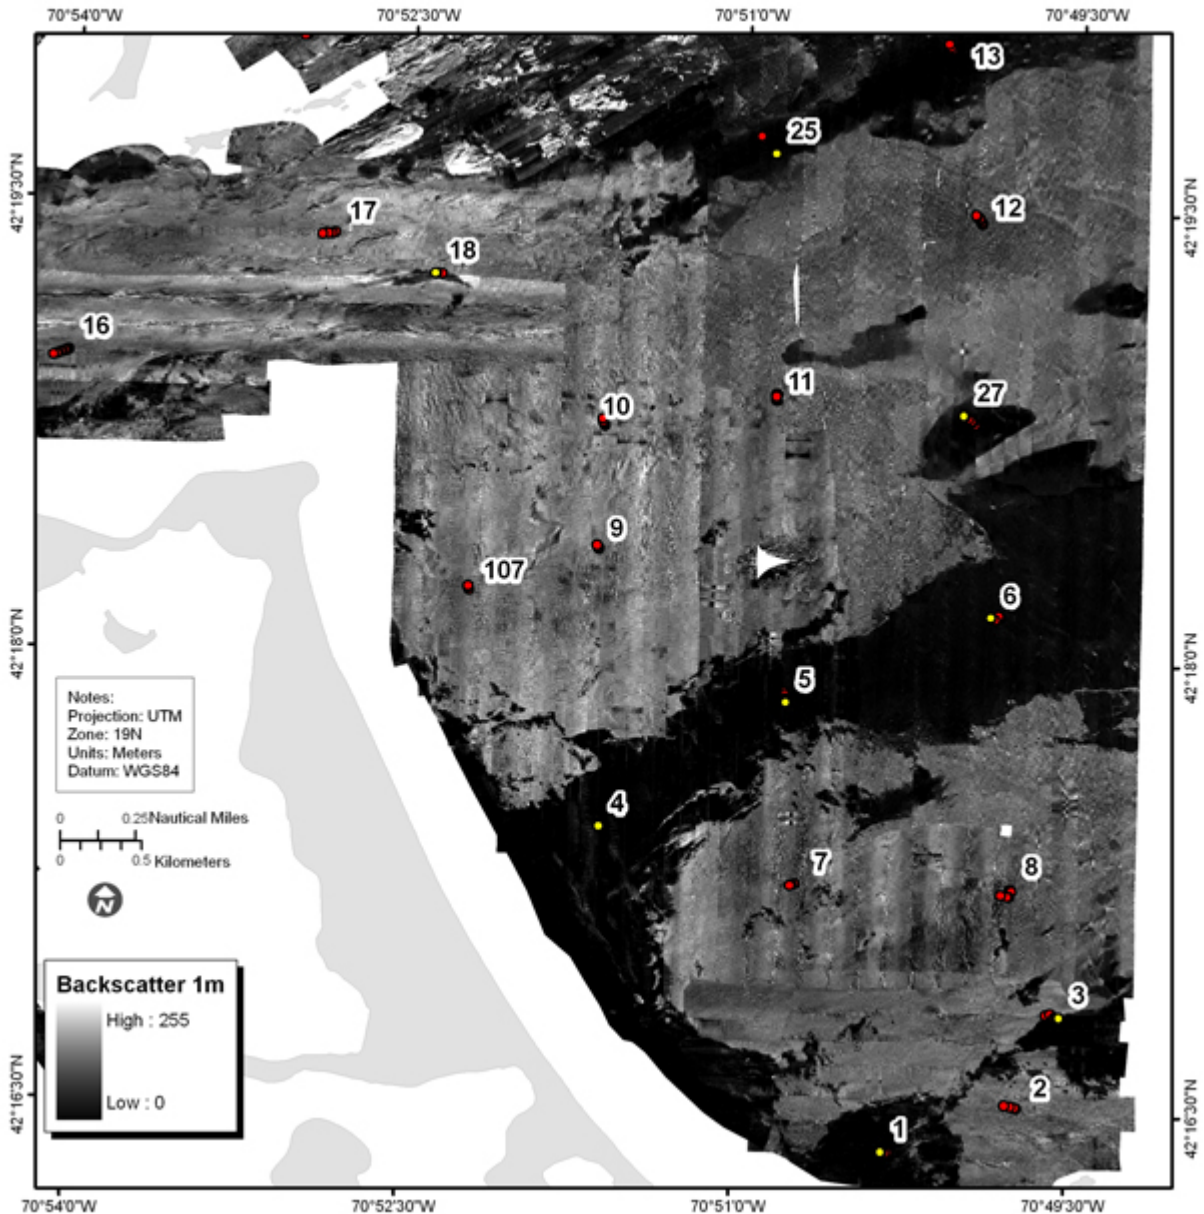 70°54'0"W 70°52'30"W 70°51'0"W 70°49'30"W
13
25
42°19'30"N
42°19'30"N
17
12
18
16
11
10
27
9
107
6
42°18'0"N
42°18'0"N
5
Notes:
Projection: UTM
Zone: 19N
Units: Meters
Datum: WGS84
4
0 0.25 Nautical Miles
0 0.5 Kilometers
7
8
N
Backscatter 1m
High : 255
Low : 0
3
2
1
42°16'30"N
42°16'30"N
70°54'0"W 70°52'30"W 70°51'0"W 70°49'30"W